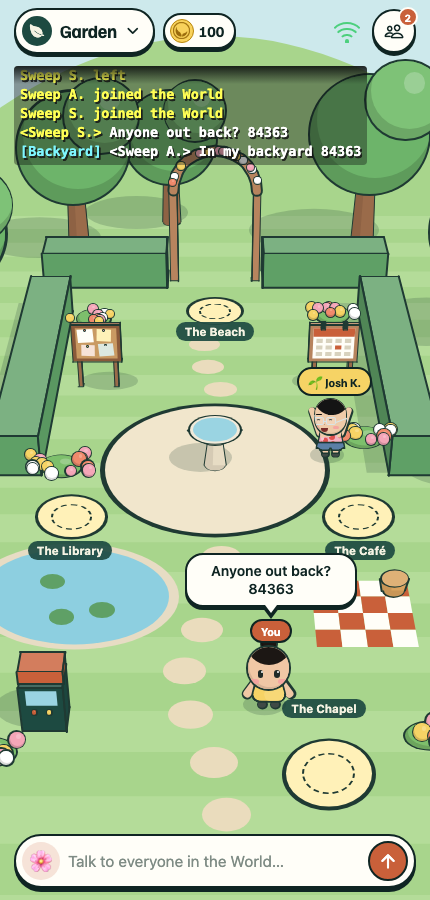 Garden
100
2
Sweep S. left
Sweep A. joined the World
Sweep S. joined the World
<Sweep S.> Anyone out back? 84363
[Backyard] <Sweep A.> In my backyard 84363
The Beach
Josh K.
The Library
The Café
Anyone out back?
84363
You
The Chapel
Talk to everyone in the World...